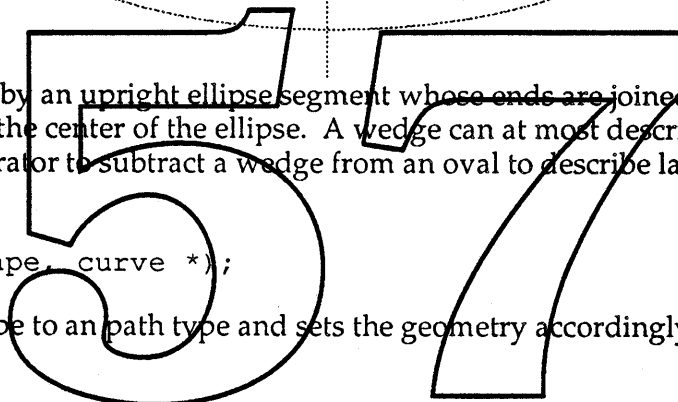 by an upright ellipse segment whose ends are joined
the center of the ellipse. A wedge can at most descri
rator to subtract a wedge from an oval to describe la
ape, curve *);
pe to an path type and sets the geometry accordingly
57